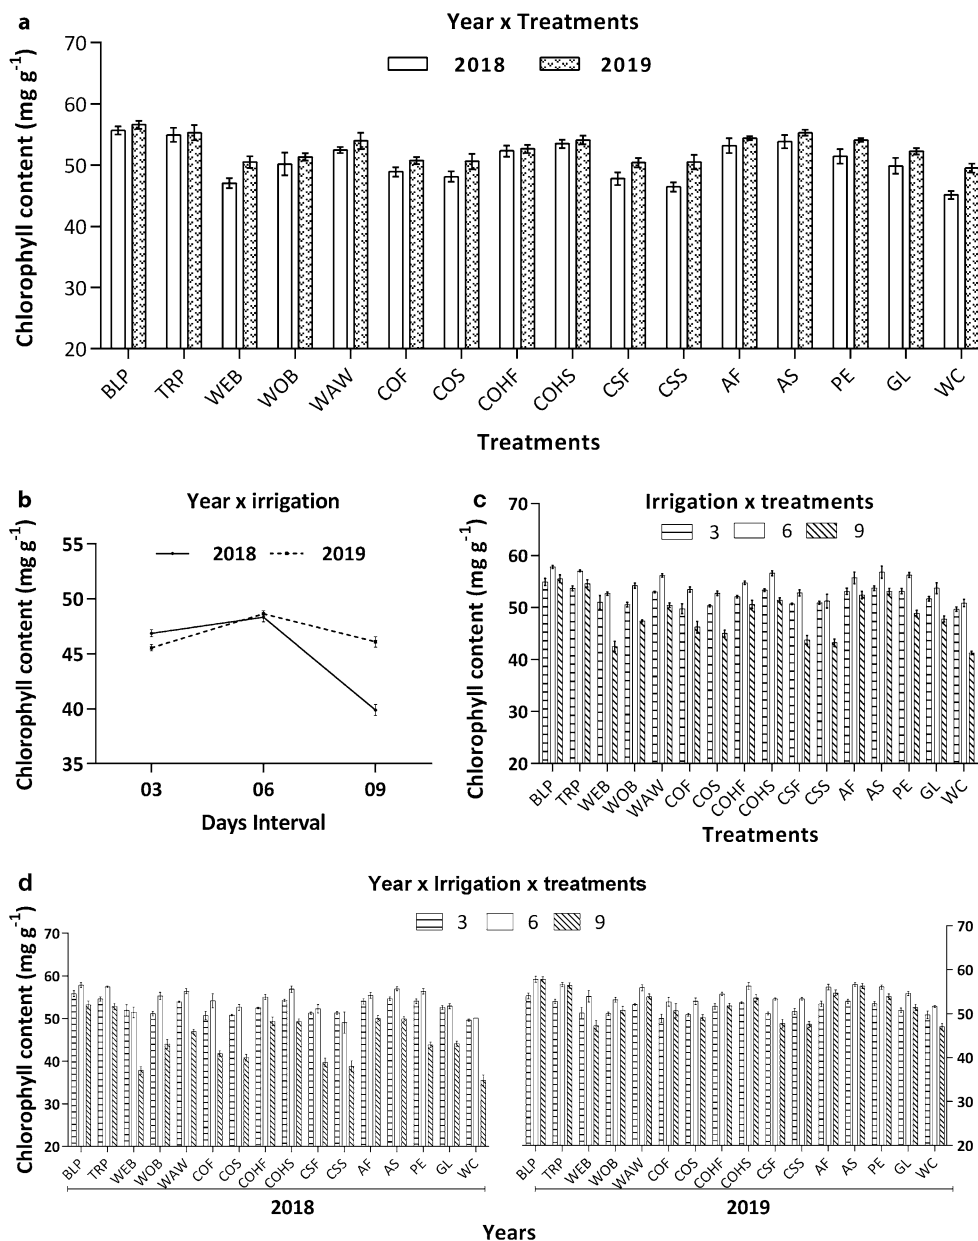 a
Year x Treatments
2018 2019
Chlorophyll content (mg g⁻¹)
70
60
50
40
30
20
BLP TRP WEB WOB WAW COF COS COHF COHS CSF CSS AF AS PE GL WC
Treatments
b
Year x irrigation
2018 2019
Chlorophyll content (mg g⁻¹)
55
50
45
40
35
03 06 09
Days Interval
c
Irrigation x treatments
3 6 9
Chlorophyll content (mg g⁻¹)
70
60
50
40
30
20
BLP TRP WEB WOB WAW COF COS COHF COHS CSF CSS AF AS PE GL WC
Treatments
d
Year x Irrigation x treatments
3 6 9
Chlorophyll content (mg g⁻¹)
70
60
50
40
30
20
BLP TRP WEB WOB WAW COF COS COHF COHS CSF CSS AF AS PE GL WC
2018
70
60
50
40
30
20
BLP TRP WEB WOB WAW COF COS COHF COHS CSF CSS AF AS PE GL WC
2019
Years